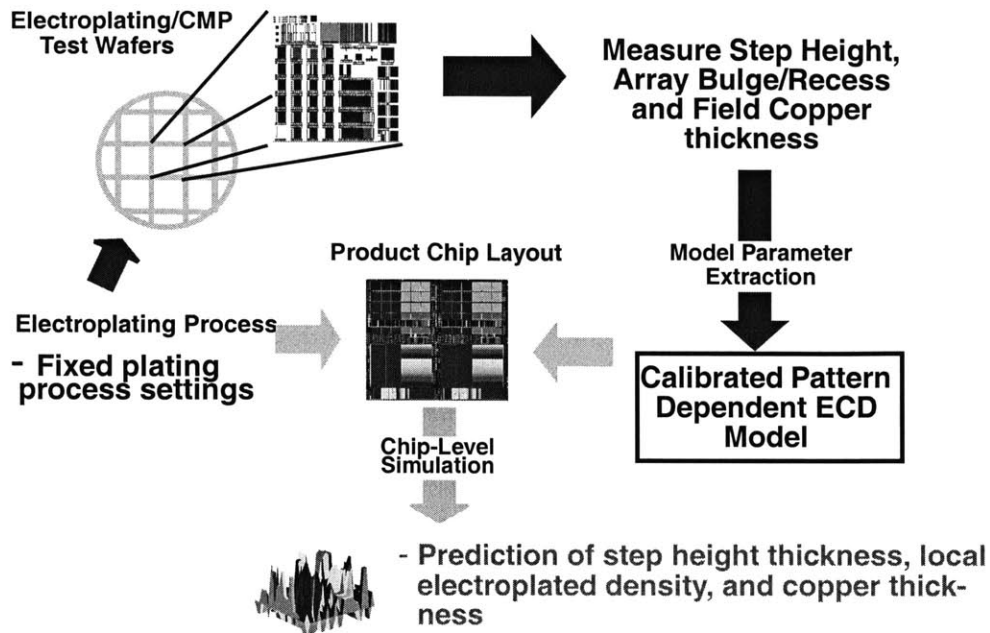 Electroplating/CMP
Test Wafers
Measure Step Height,
Array Bulge/Recess
and Field Copper
thickness
Product Chip Layout
Model Parameter
Extraction
Electroplating Process
- Fixed plating
process settings
Calibrated Pattern
Dependent ECD
Model
Chip-Level
Simulation
- Prediction of step height thickness, local
electroplated density, and copper thick-
ness